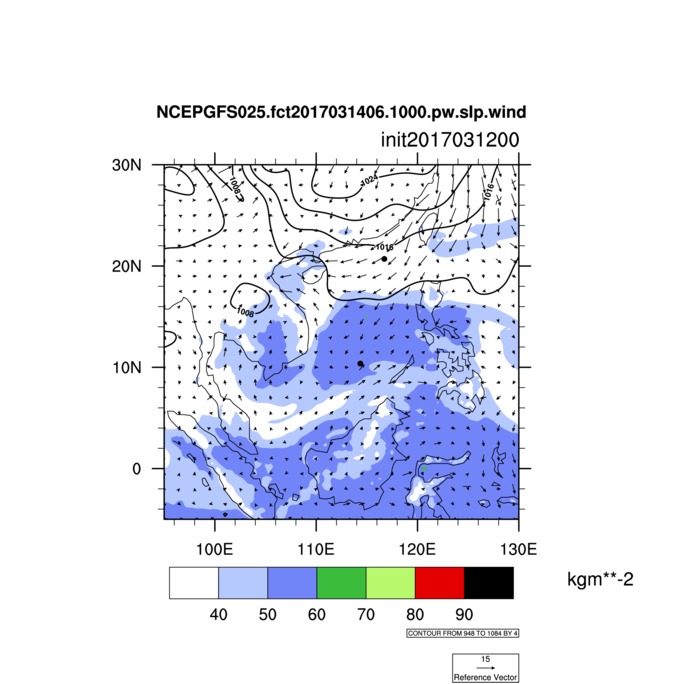 NCEPGFS025.fct2017031406.1000.pw.slp.wind
init2017031200
30N
20N
10N
0
1008
1024
1016
1016
1008
100E
110E
120E
130E
40
50
60
70
80
90
kgm**-2
CONTOUR FROM 948 TO 1084 BY 4
15
Reference Vector